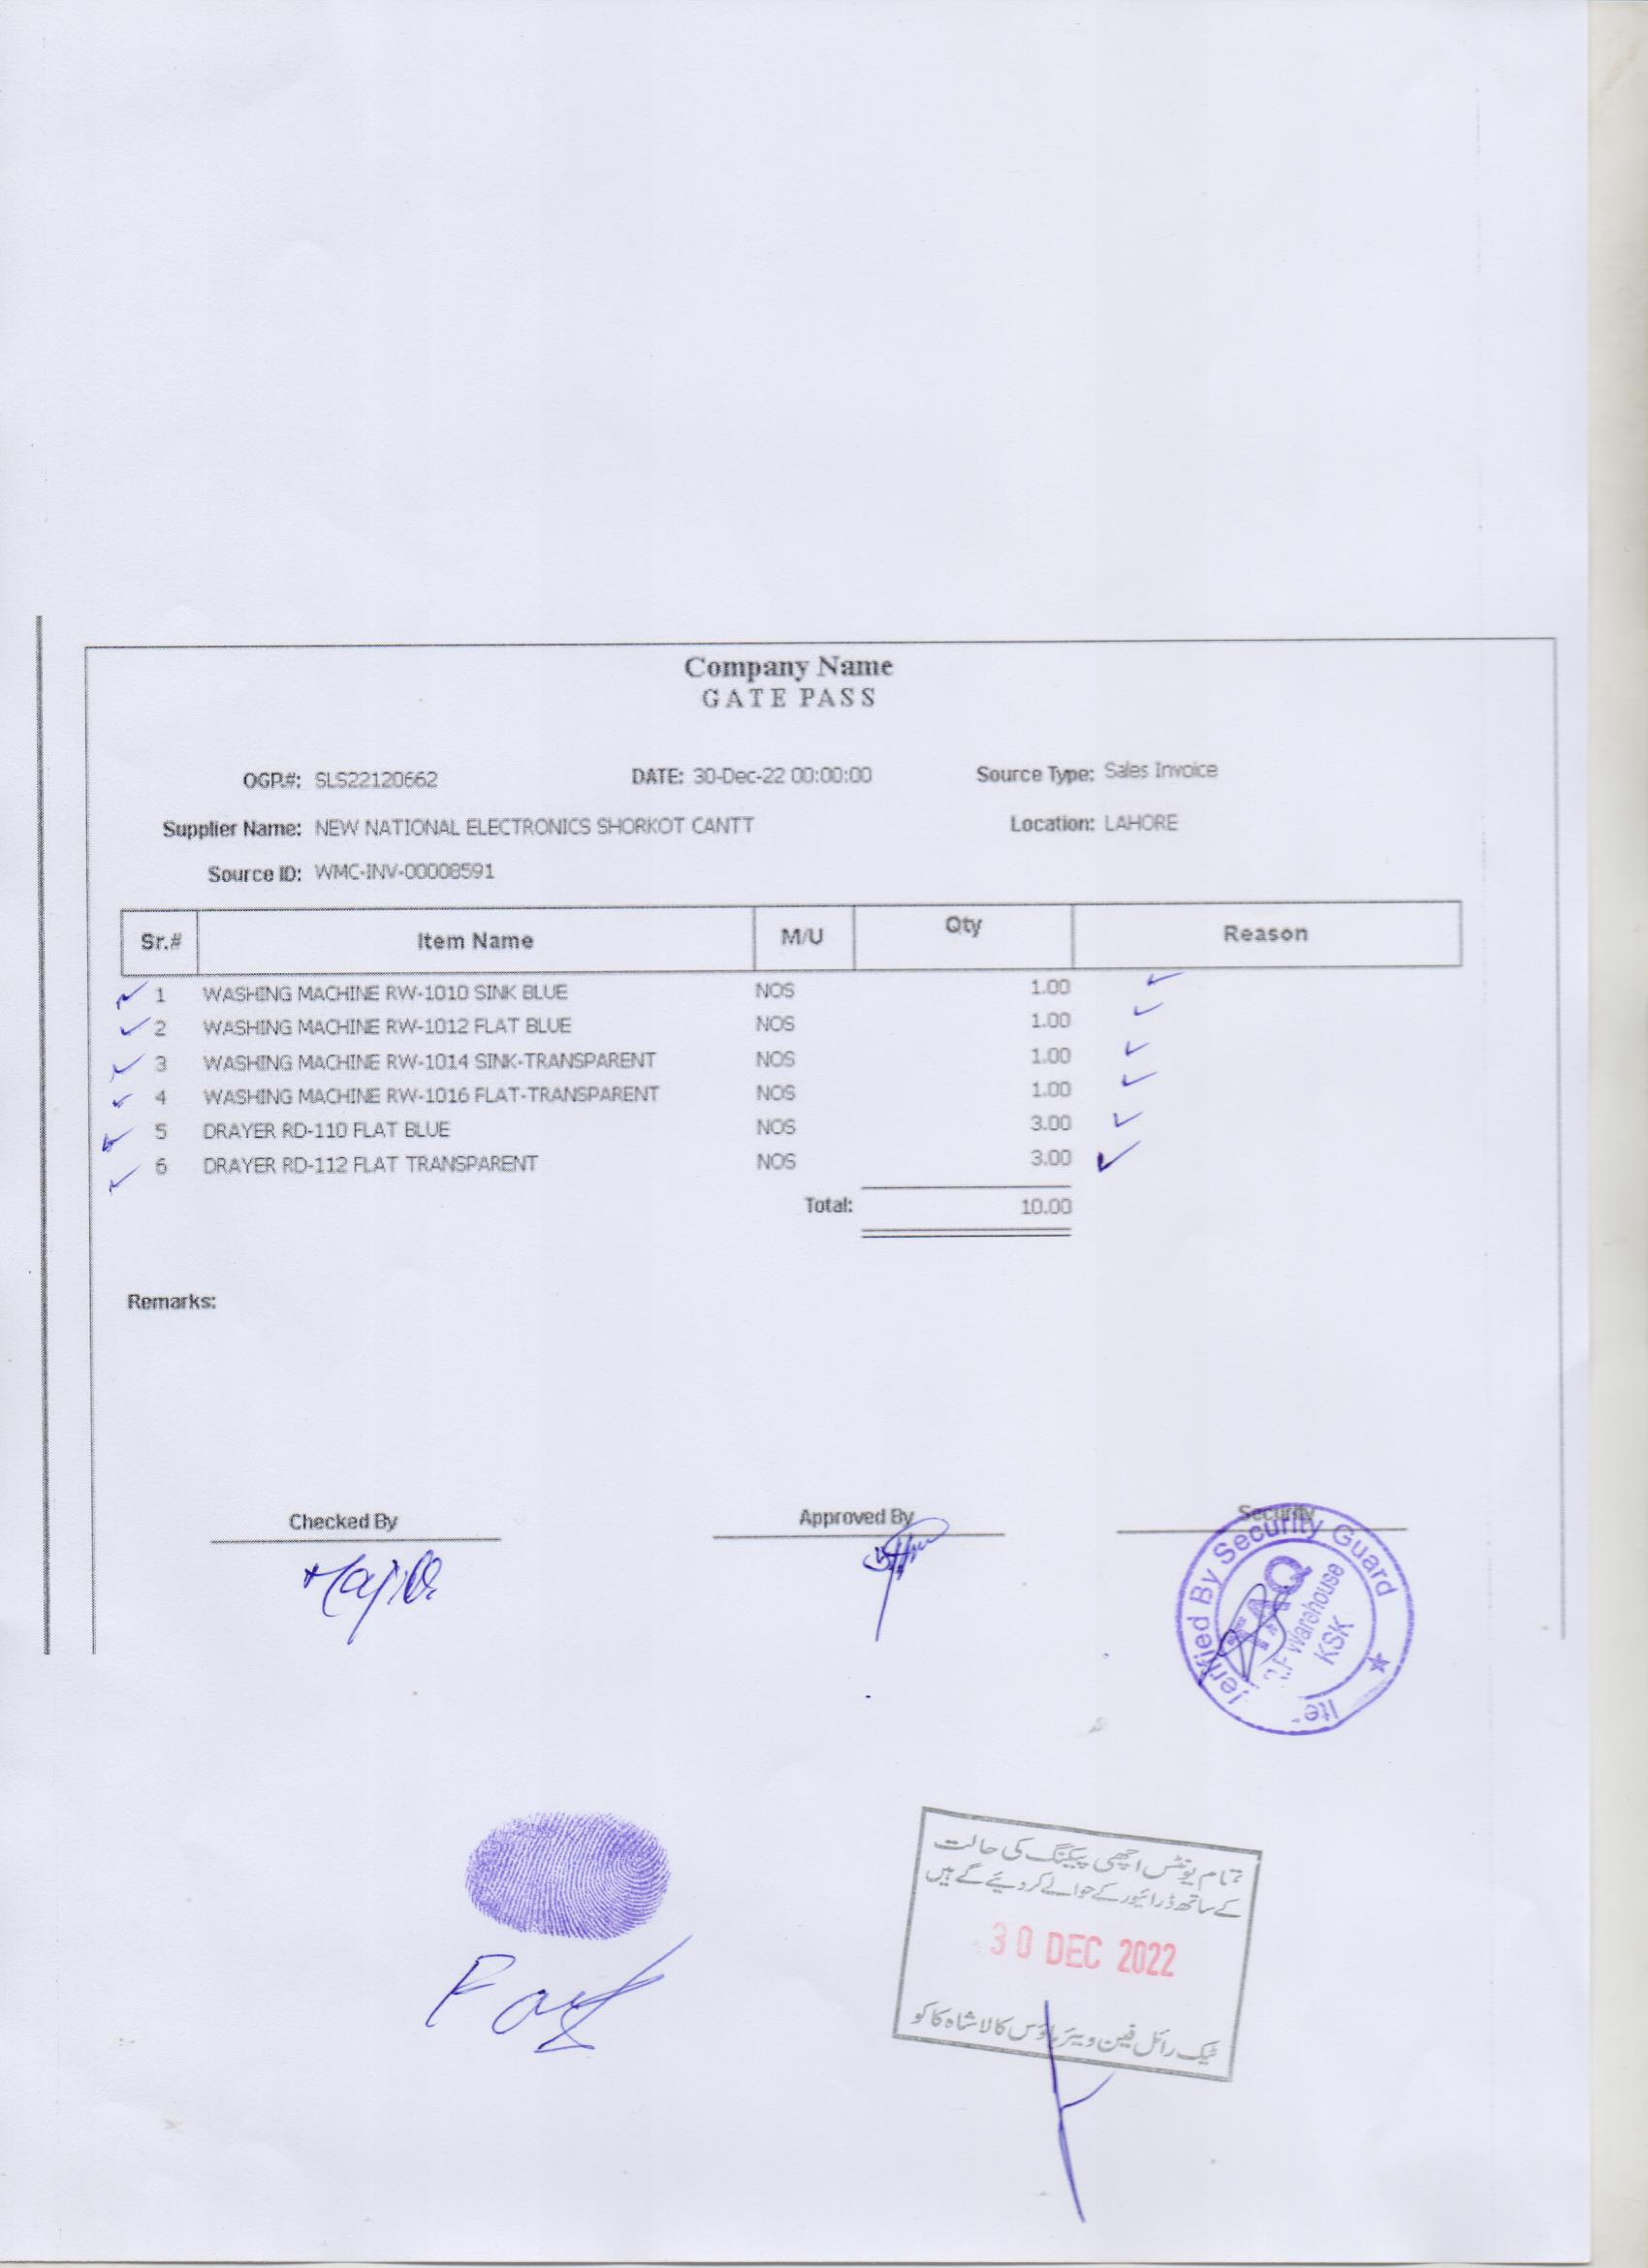 Company Name
GATE PASS
OGP.#: SLS22120662 DATE: 30-Dec-22 00:00:00 Source Type: Sales Invoice
Supplier Name: NEW NATIONAL ELECTRONICS SHORKOT CANTT Location: LAHORE
Source ID: WMC-INV-00008591
Sr.# Item Name M/U Qty Reason
1 WASHING MACHINE RW-1010 SINK BLUE NOS 1.00
2 WASHING MACHINE RW-1012 FLAT BLUE NOS 1.00
3 WASHING MACHINE RW-1014 SINK-TRANSPARENT NOS 1.00
4 WASHING MACHINE RW-1016 FLAT-TRANSPARENT NOS 1.00
5 DRAYER RD-110 FLAT BLUE NOS 3.00
6 DRAYER RD-112 FLAT TRANSPARENT NOS 3.00
Total: 10.00
Remarks:
Checked By Approved By Security
By Security Guard
TAQ
Warehouse
KSK
تمام یونٹس اچھی پیکنگ کی حالت
کے ساتھ ڈرائیور کے حوالے کر دیئے گئے ہیں
30 DEC 2022
ٹیک رائل فین ویئر ہاؤس کالا شاہ کاکو